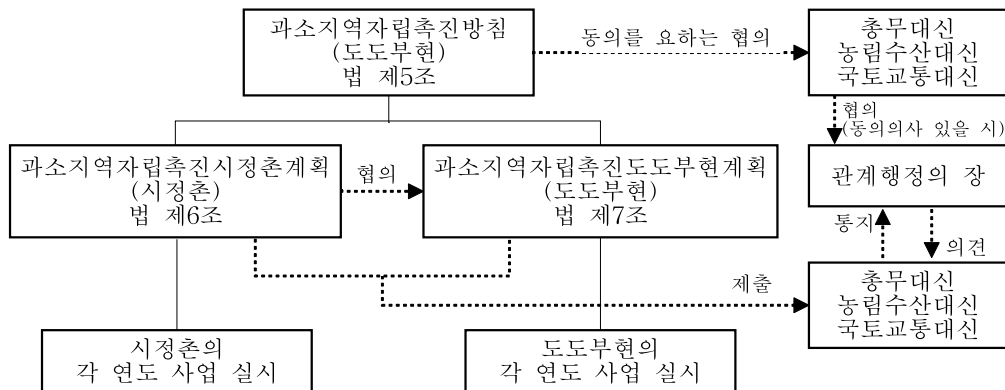 과소지역자립촉진방침
(도도부현)
법 제5조
동의를 요하는 협의
총무대신
농림수산대신
국토교통대신
협의
(동의의사 있을 시)
과소지역자립촉진시정촌계획
(시정촌)
법 제6조
협의
과소지역자립촉진도도부현계획
(도도부현)
법 제7조
관계행정의 장
통지
의견
제출
총무대신
농림수산대신
국토교통대신
시정촌의
각 연도 사업 실시
도도부현의
각 연도 사업 실시